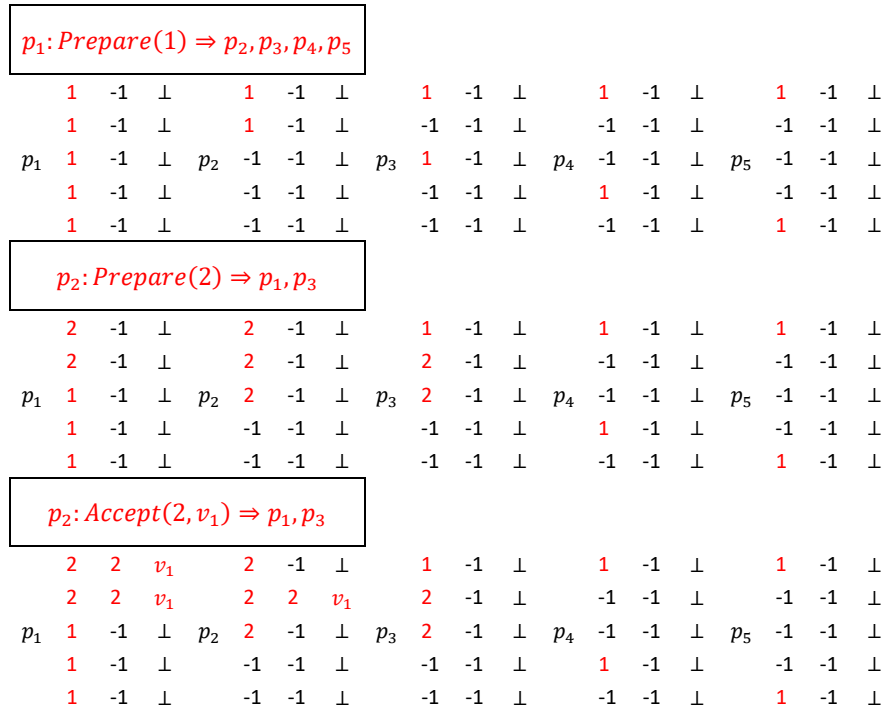 p₁: Prepare(1) ⇒ p₂, p₃, p₄, p₅
1 -1 ⊥ 1 -1 ⊥ 1 -1 ⊥ 1 -1 ⊥ 1 -1 ⊥
1 -1 ⊥ 1 -1 ⊥ -1 -1 ⊥ -1 -1 ⊥ -1 -1 ⊥
p₁ 1 -1 ⊥ p₂ -1 -1 ⊥ p₃ 1 -1 ⊥ p₄ -1 -1 ⊥ p₅ -1 -1 ⊥
1 -1 ⊥ -1 -1 ⊥ -1 -1 ⊥ 1 -1 ⊥ -1 -1 ⊥
1 -1 ⊥ -1 -1 ⊥ -1 -1 ⊥ -1 -1 ⊥ 1 -1 ⊥
p₂: Prepare(2) ⇒ p₁, p₃
2 -1 ⊥ 2 -1 ⊥ 1 -1 ⊥ 1 -1 ⊥ 1 -1 ⊥
2 -1 ⊥ 2 -1 ⊥ 2 -1 ⊥ -1 -1 ⊥ -1 -1 ⊥
p₁ 1 -1 ⊥ p₂ 2 -1 ⊥ p₃ 2 -1 ⊥ p₄ -1 -1 ⊥ p₅ -1 -1 ⊥
1 -1 ⊥ -1 -1 ⊥ -1 -1 ⊥ 1 -1 ⊥ -1 -1 ⊥
1 -1 ⊥ -1 -1 ⊥ -1 -1 ⊥ -1 -1 ⊥ 1 -1 ⊥
p₂: Accept(2, v₁) ⇒ p₁, p₃
2 2 v₁ 2 -1 ⊥ 1 -1 ⊥ 1 -1 ⊥ 1 -1 ⊥
2 2 v₁ 2 2 v₁ 2 -1 ⊥ -1 -1 ⊥ -1 -1 ⊥
p₁ 1 -1 ⊥ p₂ 2 -1 ⊥ p₃ 2 -1 ⊥ p₄ -1 -1 ⊥ p₅ -1 -1 ⊥
1 -1 ⊥ -1 -1 ⊥ -1 -1 ⊥ 1 -1 ⊥ -1 -1 ⊥
1 -1 ⊥ -1 -1 ⊥ -1 -1 ⊥ -1 -1 ⊥ 1 -1 ⊥